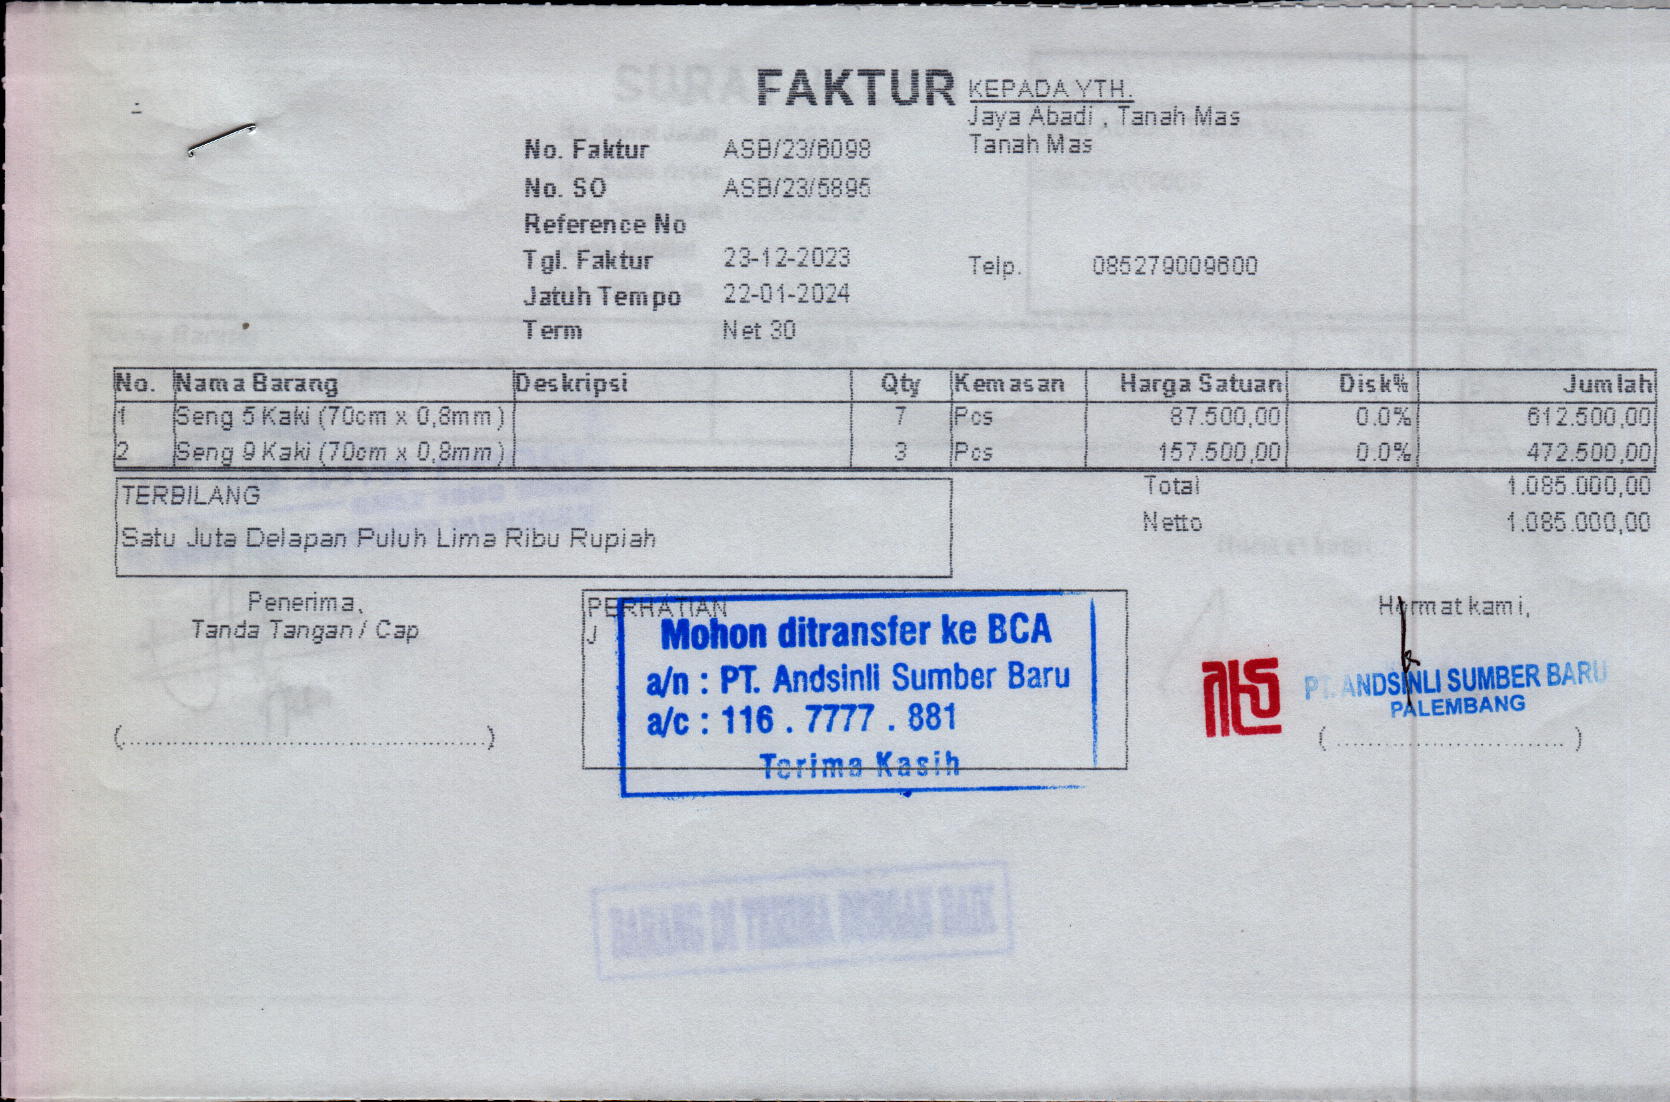 FAKTUR
KEPADA YTH.
Jaya Abadi , Tanah Mas
Tanah Mas
No. Faktur ASB/23/6098
No. SO ASB/23/5895
Reference No
Tgl. Faktur 23-12-2023
Jatuh Tempo 22-01-2024
Term Net 30
Telp. 085279009600
No. Nama Barang Deskripsi Qty Kemasan Harga Satuan Disk% Jumlah
1 Seng 5 Kaki (70cm x 0,8mm) 7 Pcs 87.500,00 0.0% 612.500,00
2 Seng 9 Kaki (70cm x 0,8mm) 3 Pcs 157.500,00 0.0% 472.500,00
Total 1.085.000,00
Netto 1.085.000,00
TERBILANG
Satu Juta Delapan Puluh Lima Ribu Rupiah
Penerima,
Tanda Tangan / Cap
(............................................)
PERHATIAN
J
Mohon ditransfer ke BCA
a/n : PT. Andsinli Sumber Baru
a/c : 116 . 7777 . 881
Terima Kasih
Hormat kami,
PT. ANDSINLI SUMBER BARU
PALEMBANG
( ............................ )
BARANG DI TERIMA DENGAN BAIK